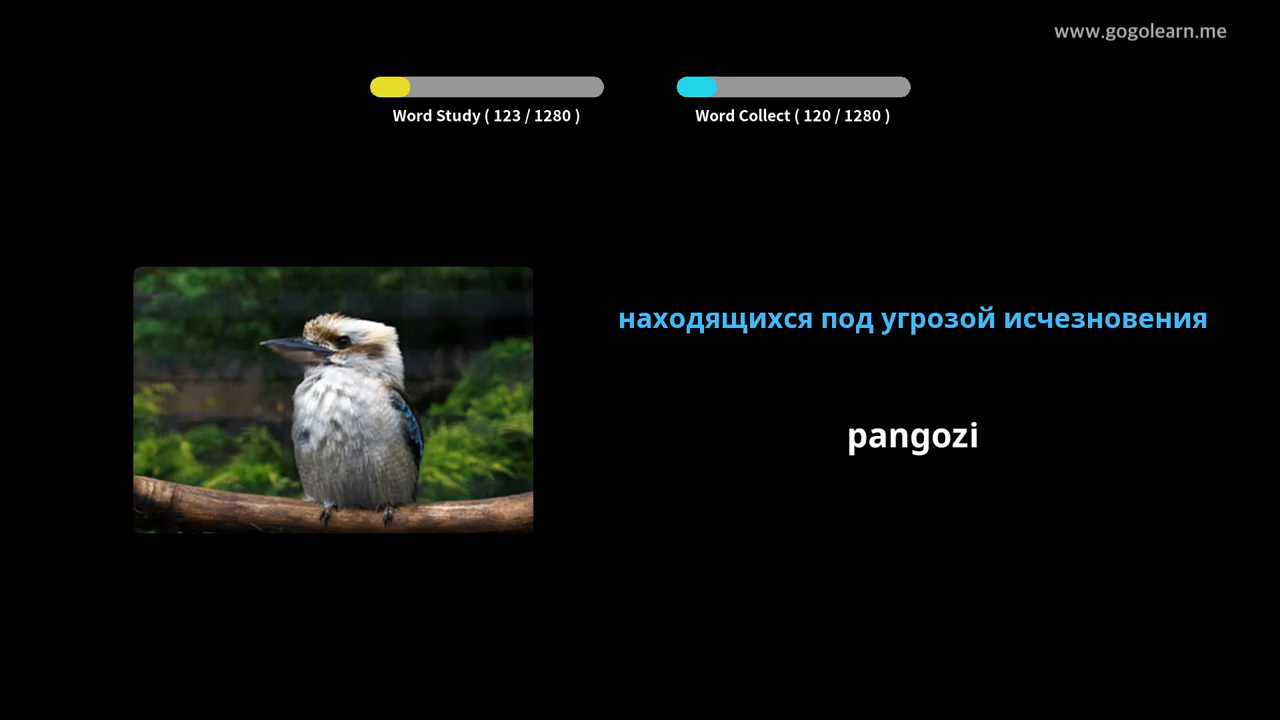 www.gogolearn.me
Word Study ( 123 / 1280 )
Word Collect ( 120 / 1280 )
находящихся под угрозой исчезновения
pangozi